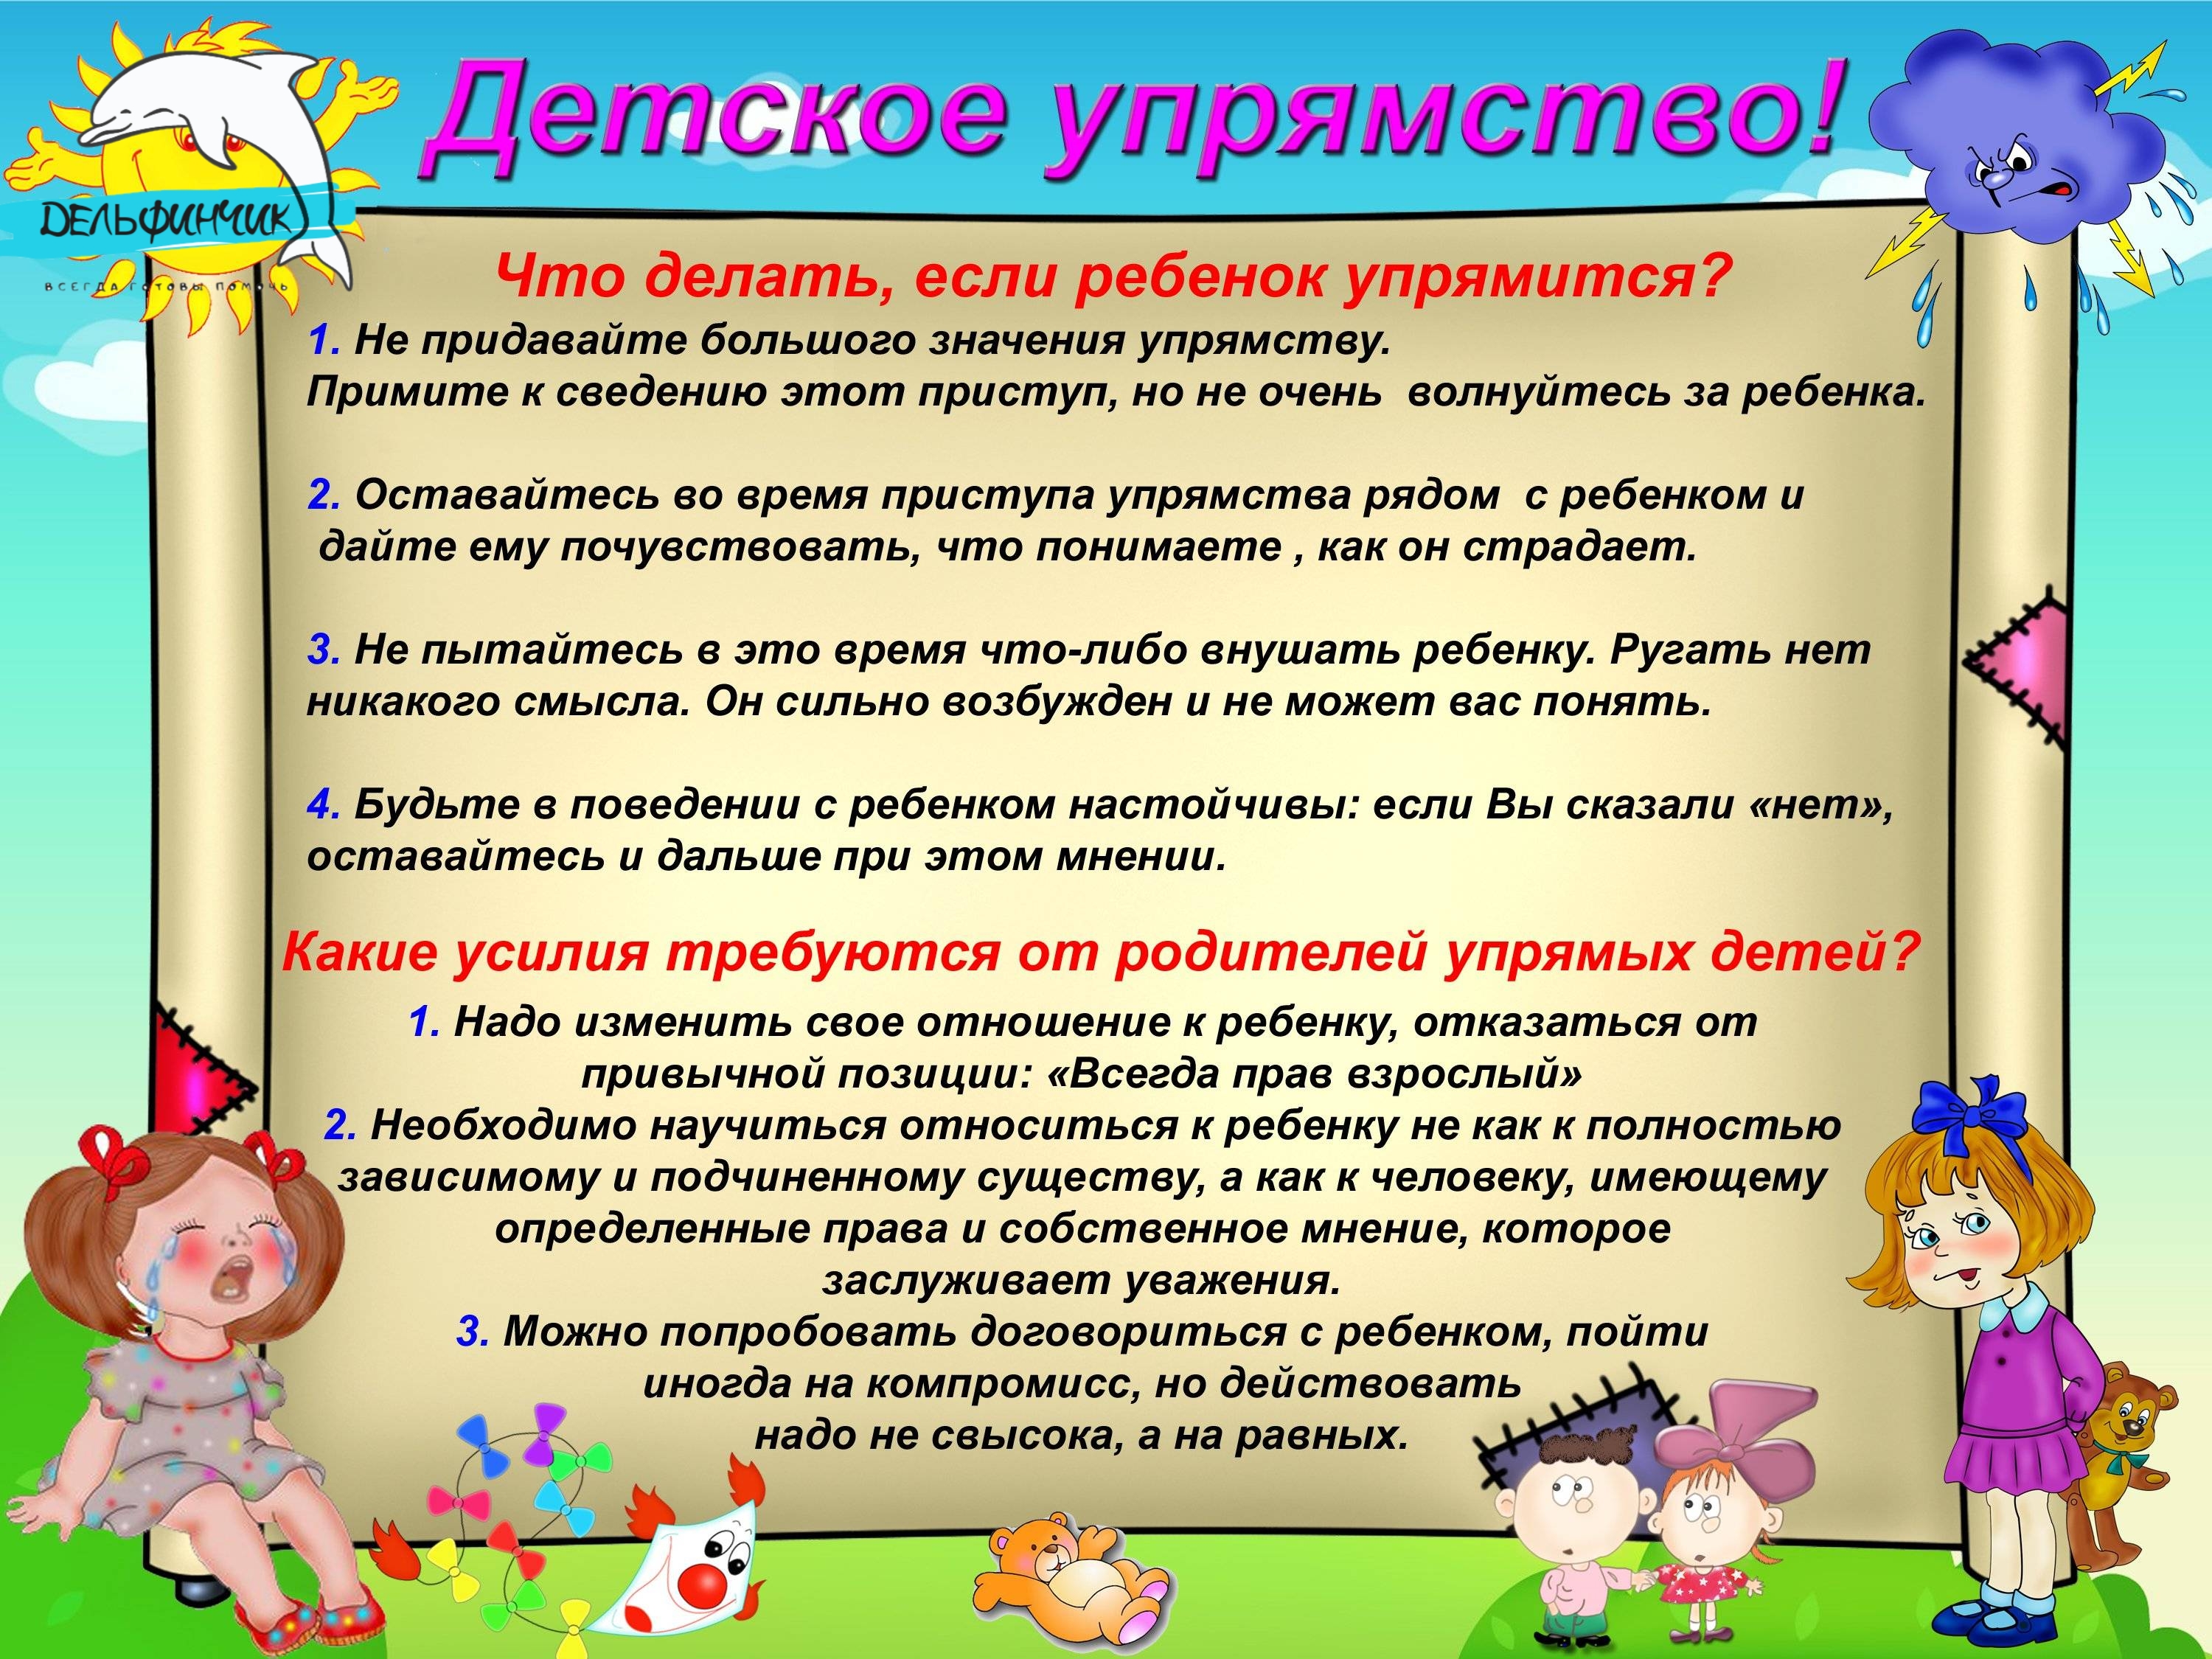 Детское упрямство!
ДЕЛЬФИНЧИК
ВСЕГДА ГОТОВЫ ПОМОЧЬ
Что делать, если ребенок упрямится?
1. Не придавайте большого значения упрямству.
Примите к сведению этот приступ, но не очень волнуйтесь за ребенка.
2. Оставайтесь во время приступа упрямства рядом с ребенком и
дайте ему почувствовать, что понимаете , как он страдает.
3. Не пытайтесь в это время что-либо внушать ребенку. Ругать нет
никакого смысла. Он сильно возбужден и не может вас понять.
4. Будьте в поведении с ребенком настойчивы: если Вы сказали «нет»,
оставайтесь и дальше при этом мнении.
Какие усилия требуются от родителей упрямых детей?
1. Надо изменить свое отношение к ребенку, отказаться от
привычной позиции: «Всегда прав взрослый»
2. Необходимо научиться относиться к ребенку не как к полностью
зависимому и подчиненному существу, а как к человеку, имеющему
определенные права и собственное мнение, которое
заслуживает уважения.
3. Можно попробовать договориться с ребенком, пойти
иногда на компромисс, но действовать
надо не свысока, а на равных.